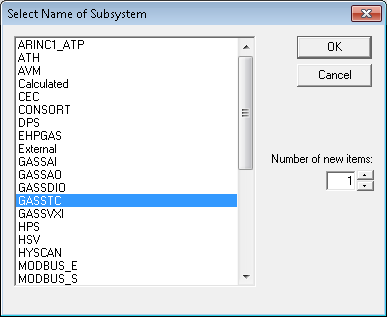 Select Name of Subsystem
ARINC1_ATP
ATH
AVM
Calculated
CEC
CONSORT
DPS
EHPGAS
External
GASSAI
GASSAO
GASSDIO
GASSTC
GASSVXI
HPS
HSV
HYSCAN
MODBUS_E
MODBUS_S
OK
Cancel
Number of new items:
1